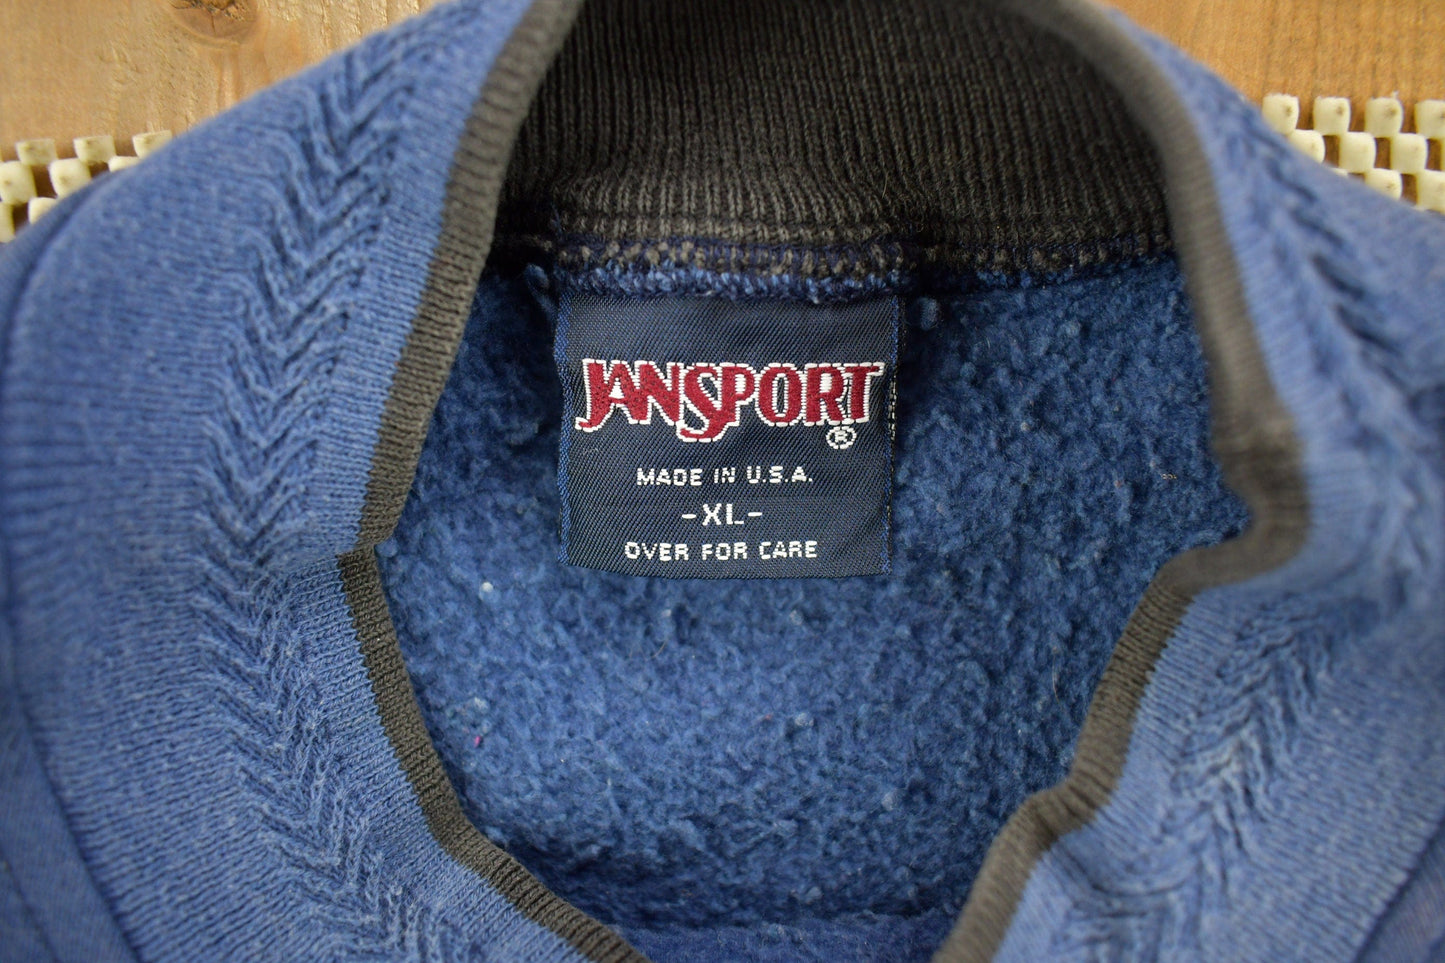 JANSPORT®
MADE IN U.S.A.
-XL-
OVER FOR CARE